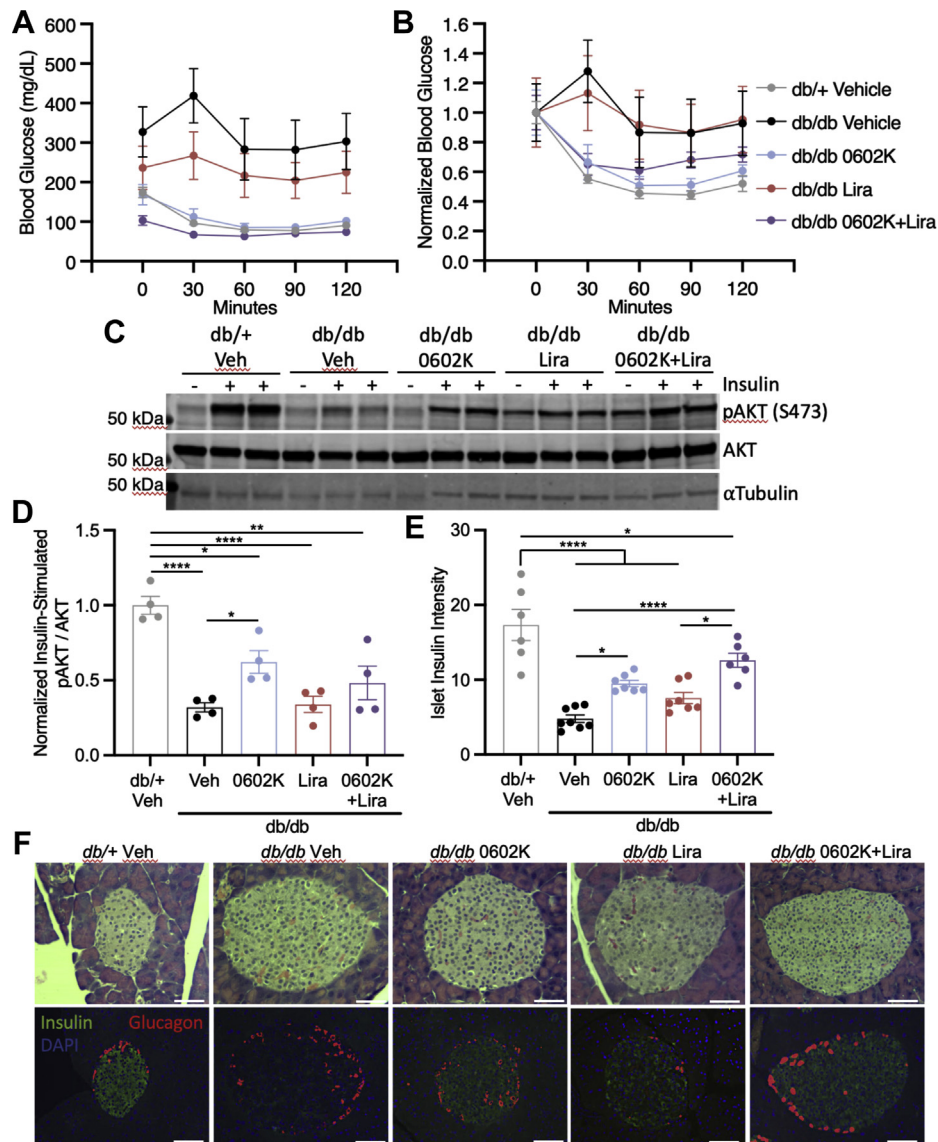 A
Blood Glucose (mg/dL)
600
500
400
300
200
100
0
0 30 60 90 120
Minutes
B
Normalized Blood Glucose
1.6
1.4
1.2
1.0
0.8
0.6
0.4
0.2
0.0
0 30 60 90 120
Minutes
db/+ Vehicle
db/db Vehicle
db/db 0602K
db/db Lira
db/db 0602K+Lira
C
db/+ db/db db/db db/db db/db
Veh Veh 0602K Lira 0602K+Lira
- + + - + + - + + - + + - + + Insulin
50 kDa pAKT (S473)
50 kDa AKT
50 kDa αTubulin
D
Normalized Insulin-Stimulated
pAKT / AKT
1.5
1.0
0.5
0.0
**
****
*
****
*
db/+ Veh 0602K Lira 0602K
Veh +Lira
db/db
E
Islet Insulin Intensity
30
20
10
0
*
****
****
*
*
db/+ Veh 0602K Lira 0602K
Veh +Lira
db/db
F
db/+ Veh db/db Veh db/db 0602K db/db Lira db/db 0602K+Lira
Insulin Glucagon
DAPI